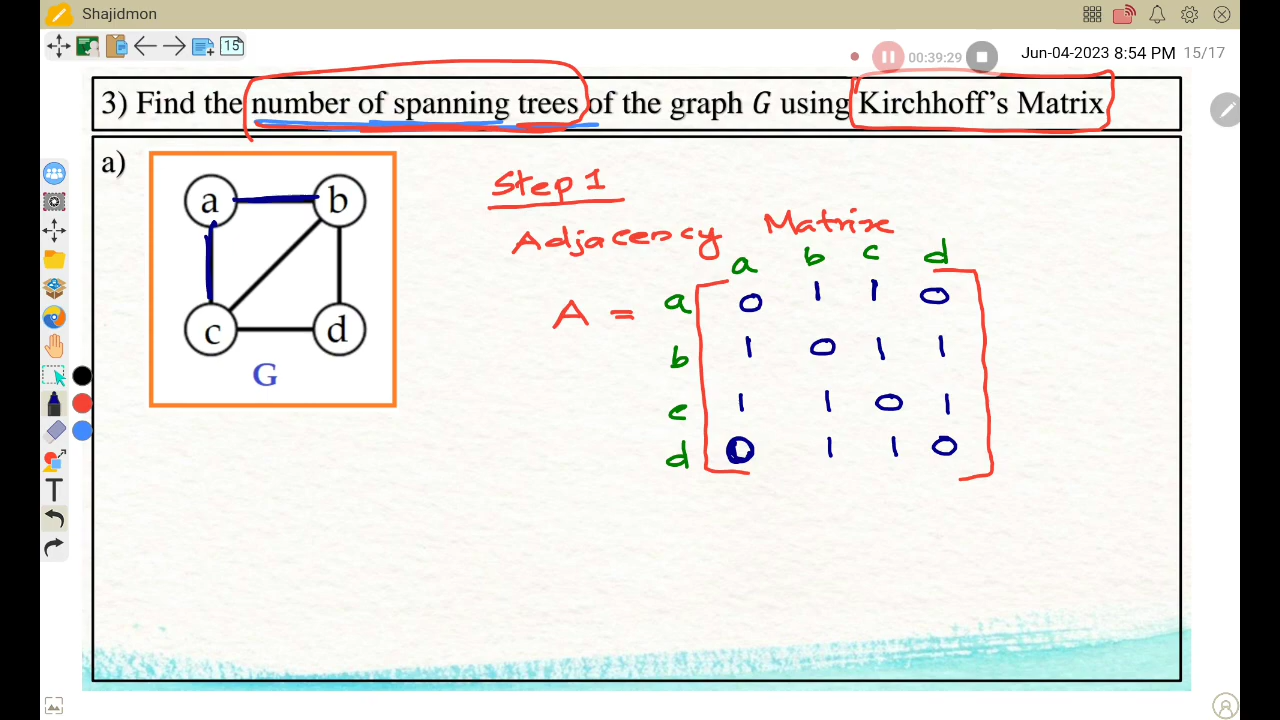 Shajidmon
15
00:39:29
Jun-04-2023 8:54 PM 15/17
3) Find the number of spanning trees of the graph G using Kirchhoff's Matrix
a)
a b
c d
G
Step 1
Adjacency Matrix
a b c d
A = a 0 1 1 0
b 1 0 1 1
c 1 1 0 1
d 0 1 1 0
T